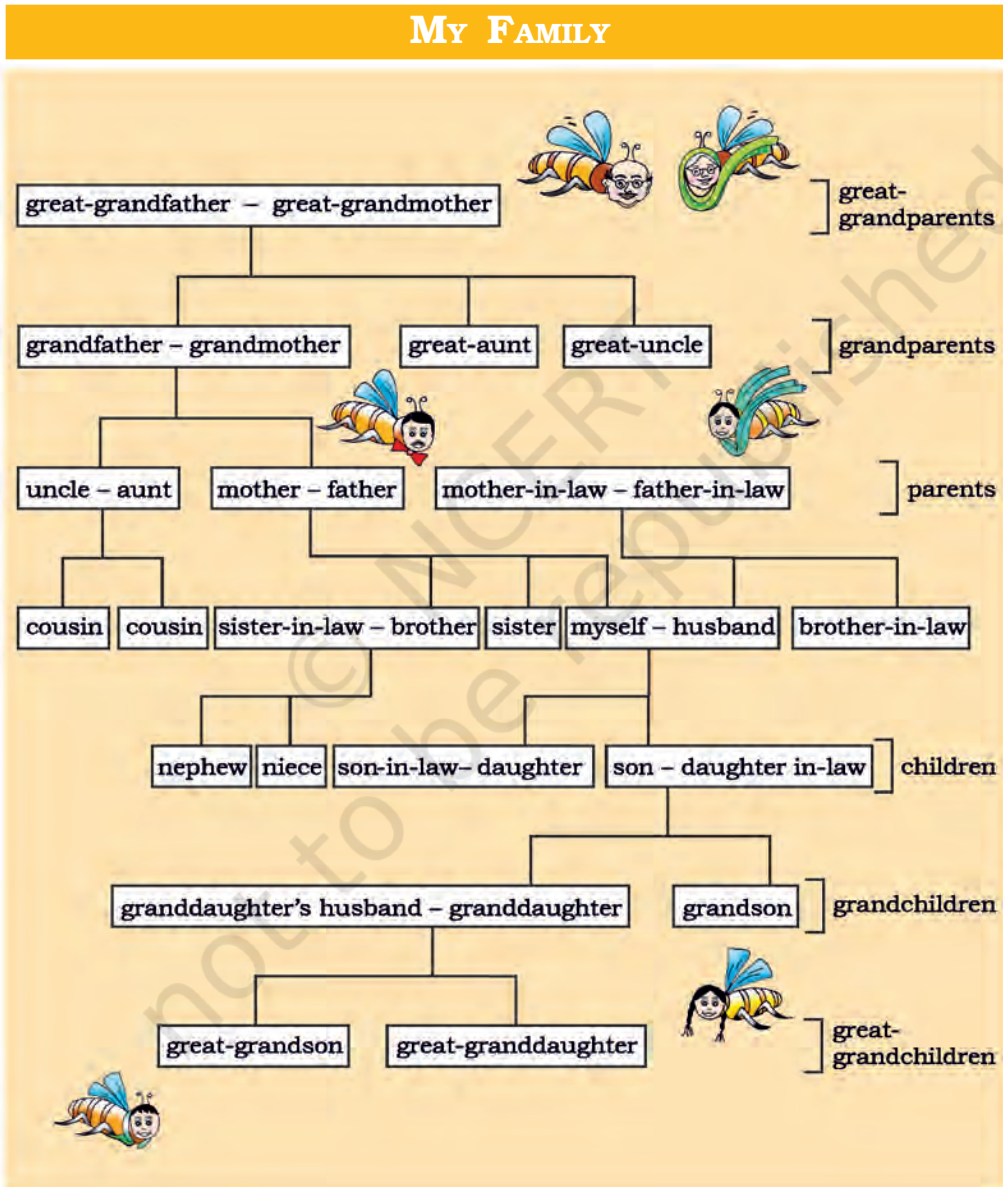 MY FAMILY
great-grandfather – great-grandmother
great-
grandparents
grandfather – grandmother
great-aunt
great-uncle
grandparents
uncle – aunt
mother – father
mother-in-law – father-in-law
parents
cousin
cousin
sister-in-law – brother
sister
myself – husband
brother-in-law
nephew
niece
son-in-law– daughter
son – daughter in-law
children
granddaughter's husband – granddaughter
grandson
grandchildren
great-grandson
great-granddaughter
great-
grandchildren
© NCERT
not to be republished